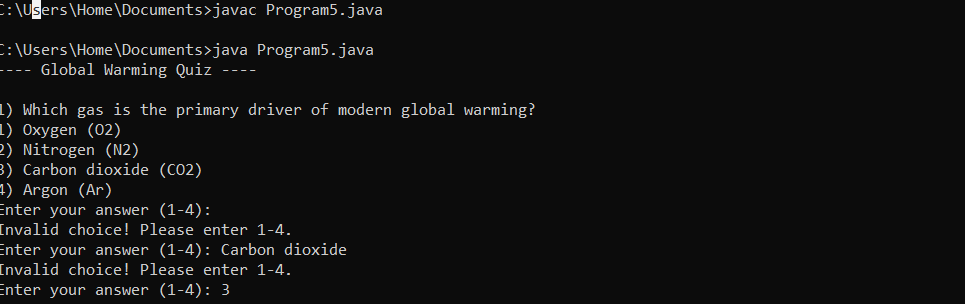 C:\Users\Home\Documents>javac Program5.java
C:\Users\Home\Documents>java Program5.java
---- Global Warming Quiz ----
1) Which gas is the primary driver of modern global warming?
1) Oxygen (O2)
2) Nitrogen (N2)
3) Carbon dioxide (CO2)
4) Argon (Ar)
Enter your answer (1-4):
Invalid choice! Please enter 1-4.
Enter your answer (1-4): Carbon dioxide
Invalid choice! Please enter 1-4.
Enter your answer (1-4): 3